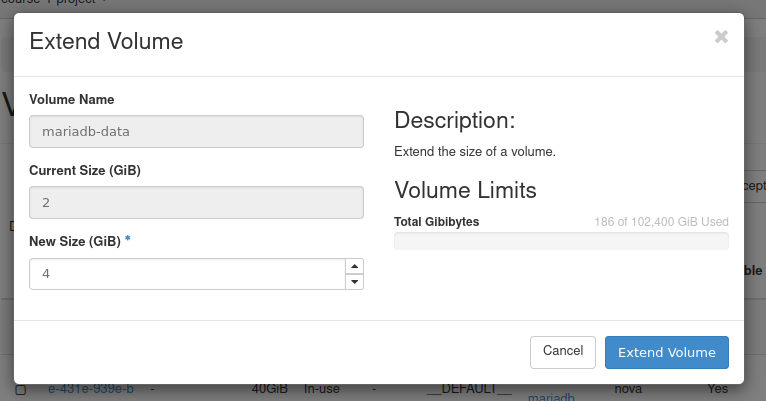 Extend Volume
×
Volume Name
mariadb-data
Current Size (GiB)
2
New Size (GiB) *
4
Description:
Extend the size of a volume.
Volume Limits
Total Gibibytes
186 of 102,400 GiB Used
Cancel
Extend Volume
e-431e-939e-b - 40GiB In-use - __DEFAULT__ mariadb nova Yes